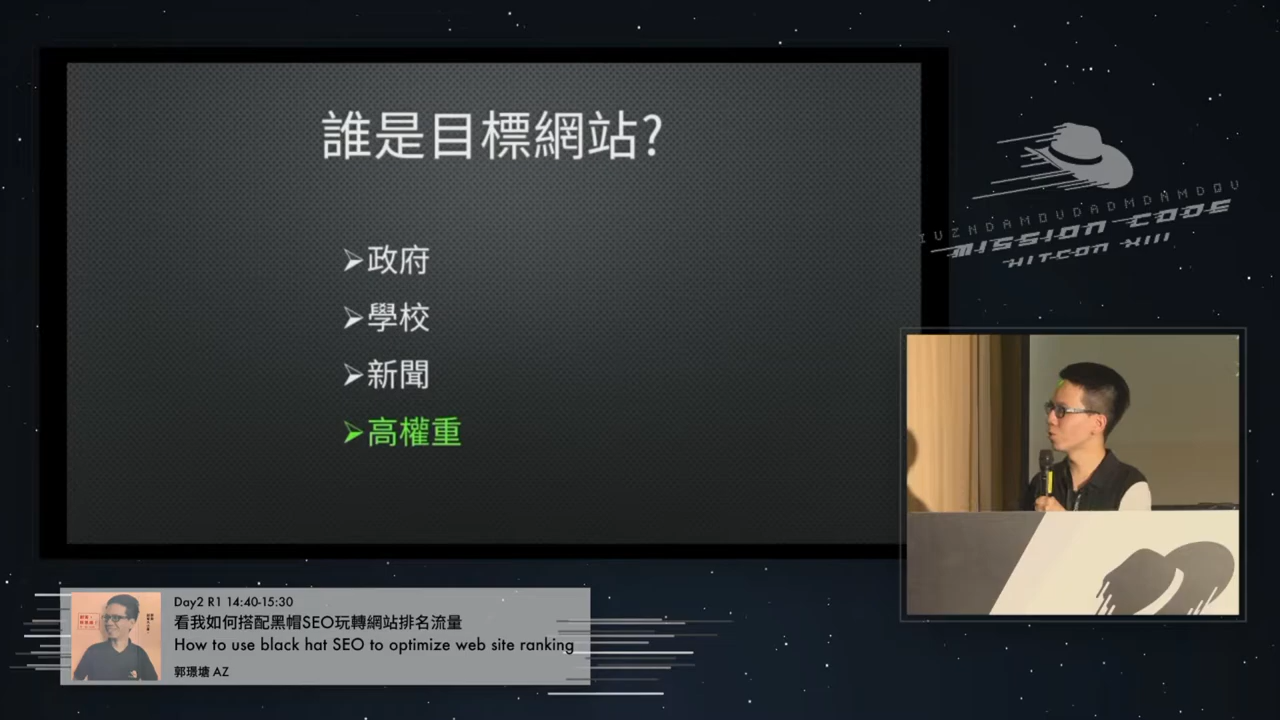 誰是目標網站?
➢政府
➢學校
➢新聞
➢高權重
MISSION CODE
HITCON XIII
Day2 R1 14:40-15:30
看我如何搭配黑帽SEO玩轉網站排名流量
How to use black hat SEO to optimize web site ranking
郭璟塘 AZ